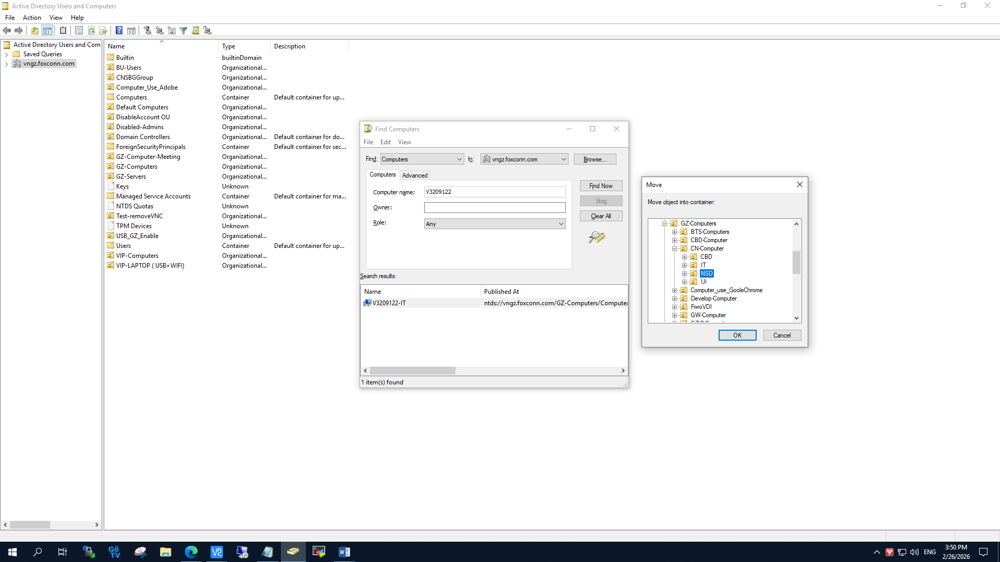 Active Directory Users and Computers
File Action View Help
Active Directory Users and Com
Saved Queries
vngz.foxconn.com
Name Type Description
Builtin builtinDomain
BU-Users Organizational...
CNSBGGroup Organizational...
Computer_Use_Adobe Organizational...
Computers Container Default container for up...
Default Computers Organizational...
DisableAccount OU Organizational...
Disabled-Admins Organizational...
Domain Controllers Organizational... Default container for do...
ForeignSecurityPrincipals Container Default container for sec...
GZ-Computer-Meeting Organizational...
GZ-Computers Organizational...
GZ-Servers Organizational...
Keys Unknown
Managed Service Accounts Container Default container for ma...
NTDS Quotas Unknown
Test-removeVNC Organizational...
TPM Devices Unknown
USB_GZ_Enable Organizational...
Users Container Default container for up...
VIP-Computers Organizational...
VIP-LAPTOP ( USB+WIFI) Organizational...
Find Computers
File Edit View
Find: Computers In: vngz.foxconn.com Browse...
Computers Advanced
Computer name: V3209122
Owner:
Role: Any
Find Now
Stop
Clear All
Search results:
Name Published At
V3209122-IT ntds://vngz.foxconn.com/GZ-Computers/Computer
1 item(s) found
Move
Move object into container:
GZ-Computers
BTS-Computers
CBD-Computer
CN-Computer
CBD
IT
NSD
UI
Computer_use_GooleChrome
Develop-Computer
FiwoVDI
GW-Computer
OK Cancel
Gõ
TV
ENG
3:50 PM
2/26/2026